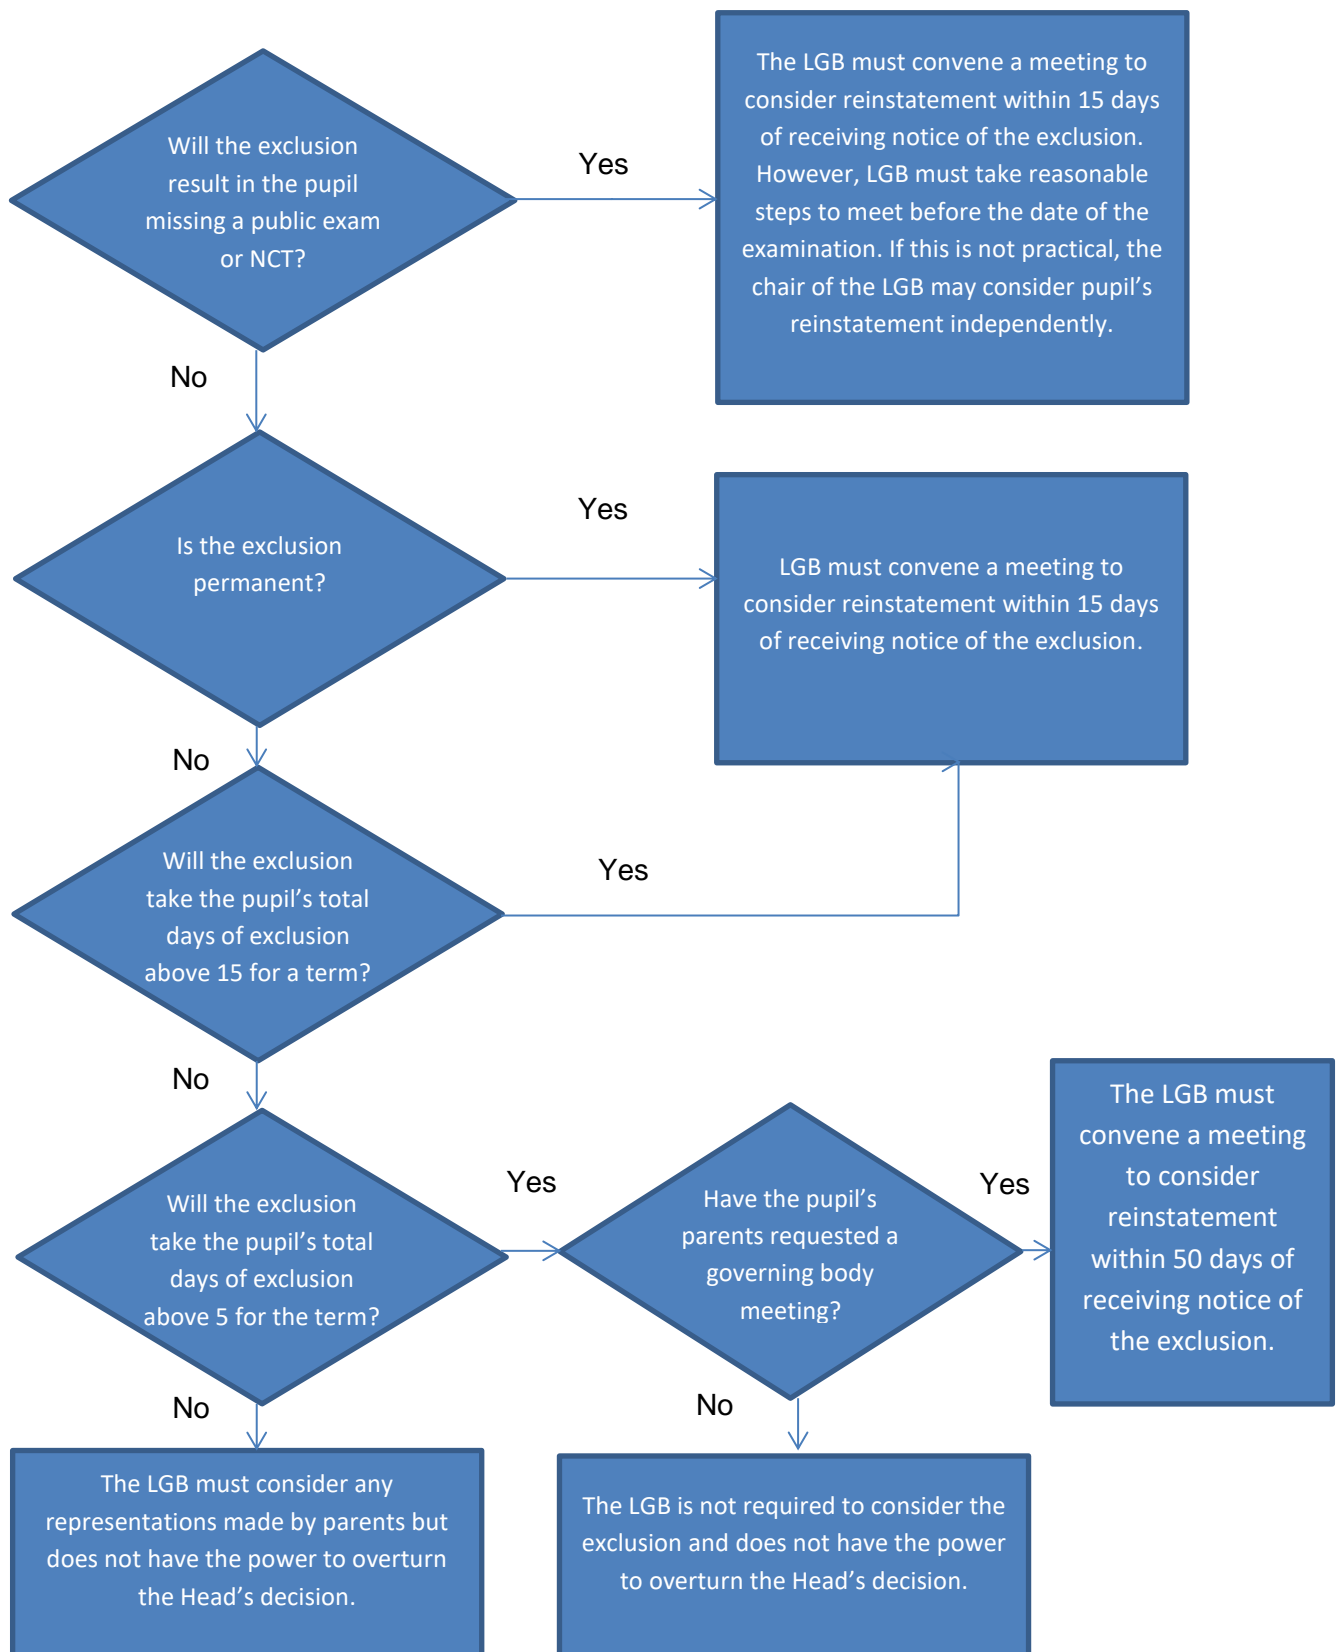 Will the exclusion
result in the pupil
missing a public exam
or NCT?
Yes
The LGB must convene a meeting to
consider reinstatement within 15 days
of receiving notice of the exclusion.
However, LGB must take reasonable
steps to meet before the date of the
examination. If this is not practical, the
chair of the LGB may consider pupil’s
reinstatement independently.
No
Is the exclusion
permanent?
Yes
LGB must convene a meeting to
consider reinstatement within 15 days
of receiving notice of the exclusion.
No
Will the exclusion
take the pupil’s total
days of exclusion
above 15 for a term?
Yes
No
Will the exclusion
take the pupil’s total
days of exclusion
above 5 for the term?
Yes
Have the pupil’s
parents requested a
governing body
meeting?
Yes
The LGB must
convene a meeting
to consider
reinstatement
within 50 days of
receiving notice of
the exclusion.
No
The LGB must consider any
representations made by parents but
does not have the power to overturn
the Head’s decision.
No
The LGB is not required to consider the
exclusion and does not have the power
to overturn the Head’s decision.